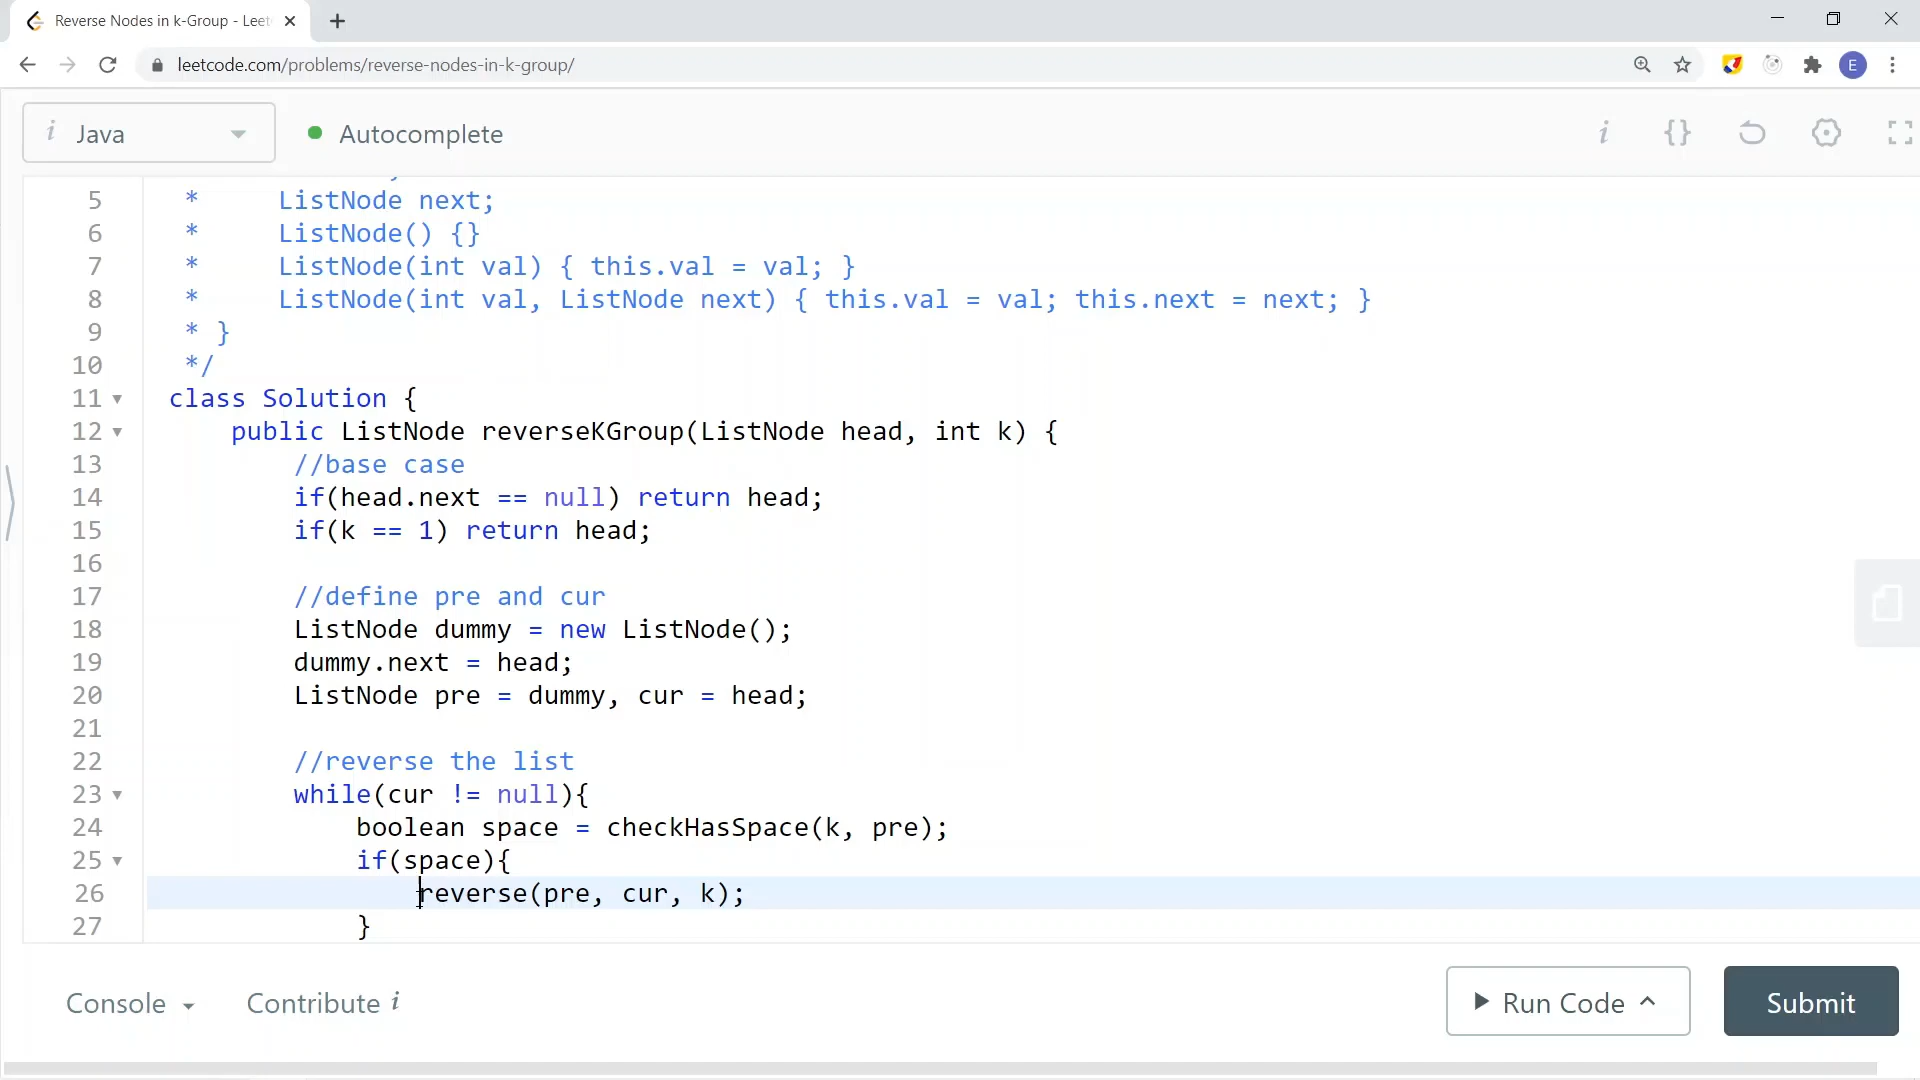 Reverse Nodes in k-Group - Leet
leetcode.com/problems/reverse-nodes-in-k-group/
E
i Java
Autocomplete
i {}
5 * ListNode next;
6 * ListNode() {}
7 * ListNode(int val) { this.val = val; }
8 * ListNode(int val, ListNode next) { this.val = val; this.next = next; }
9 * }
10 */
11 class Solution {
12 public ListNode reverseKGroup(ListNode head, int k) {
13 //base case
14 if(head.next == null) return head;
15 if(k == 1) return head;
16
17 //define pre and cur
18 ListNode dummy = new ListNode();
19 dummy.next = head;
20 ListNode pre = dummy, cur = head;
21
22 //reverse the list
23 while(cur != null){
24 boolean space = checkHasSpace(k, pre);
25 if(space){
26 reverse(pre, cur, k);
27 }
Console
Contribute i
Run Code
Submit